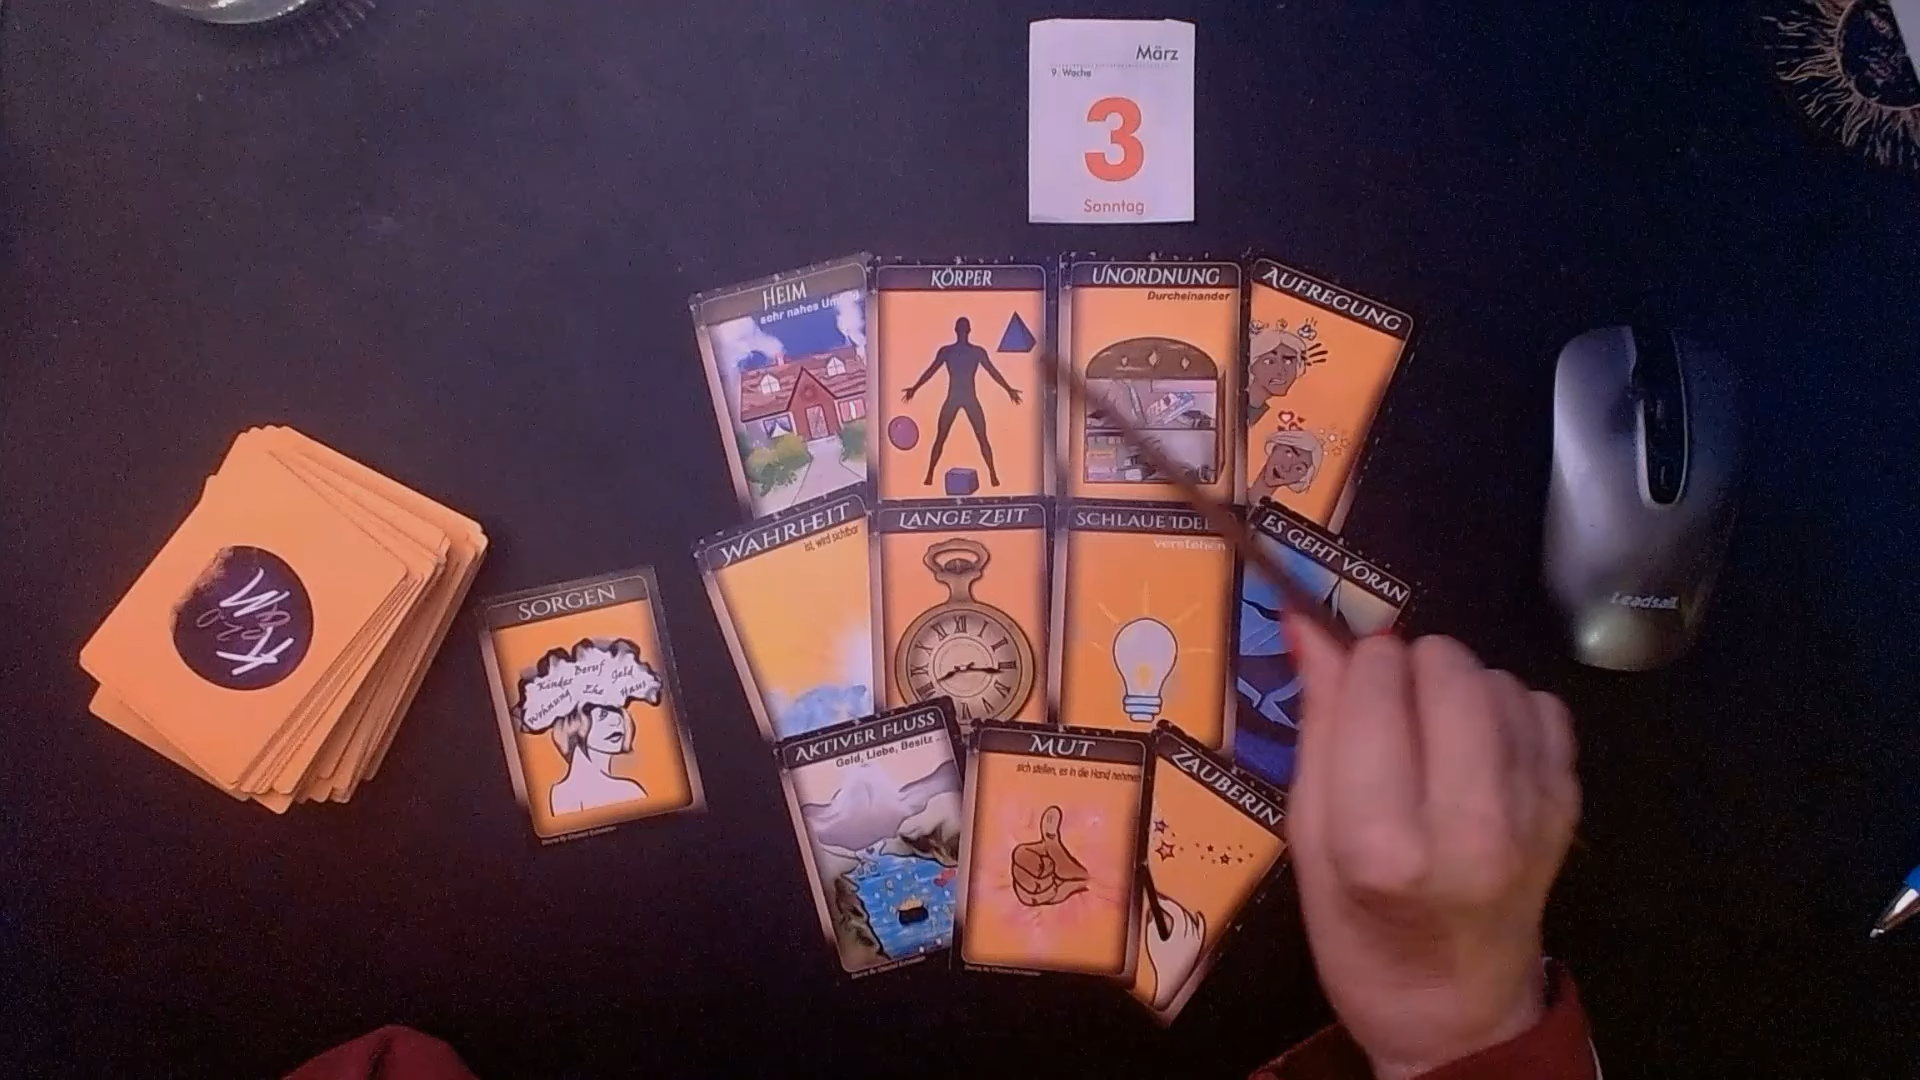 März
9. Woche
3
Sonntag
HEIM
sehr nahes
KÖRPER
UNORDNUNG
Durcheinander
AUFREGUNG
WAHRHEIT
ist, wird sichtbar
LANGE ZEIT
SCHLAUE IDEE
verstehen
ES GEHT VORAN
SORGEN
Kinder Beruf Geld
Wohnung Ehe Haus
AKTIVER FLUSS
Geld, Liebe, Besitz ...
MUT
sich stellen, es in die Hand nehmen
ZAUBERIN
Leadsail